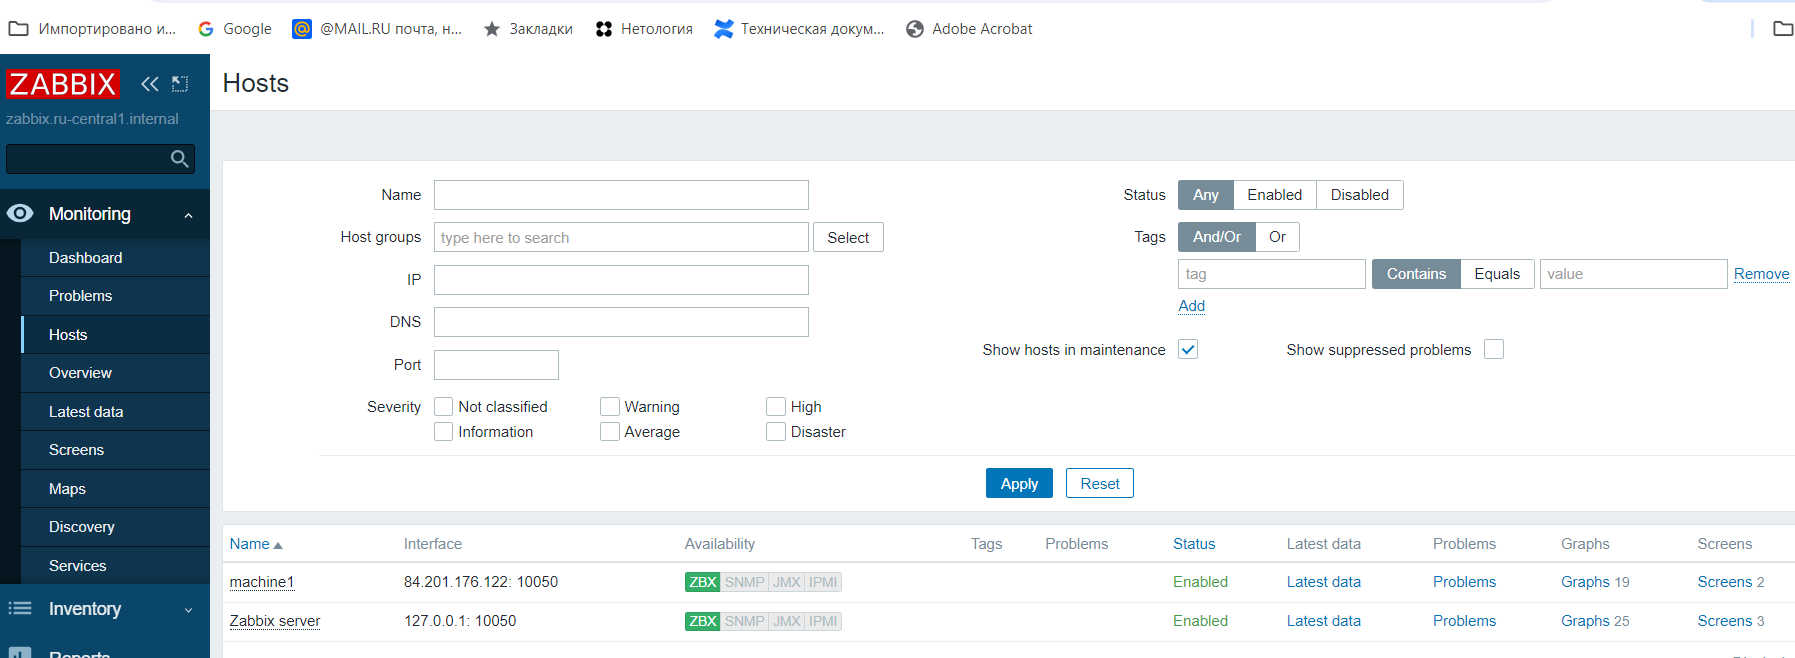 Импортировано и... Google @MAIL.RU почта, н... Закладки Нетология Техническая докум... Adobe Acrobat
ZABBIX
zabbix.ru-central1.internal
Monitoring
Dashboard
Problems
Hosts
Overview
Latest data
Screens
Maps
Discovery
Services
Inventory
Reports
Hosts
Name
Host groups type here to search Select
IP
DNS
Port
Severity Not classified Warning High
Information Average Disaster
Status Any Enabled Disabled
Tags And/Or Or
tag Contains Equals value Remove
Add
Show hosts in maintenance Show suppressed problems
Apply Reset
Name Interface Availability Tags Problems Status Latest data Problems Graphs Screens
machine1 84.201.176.122: 10050 ZBX SNMP JMX IPMI Enabled Latest data Problems Graphs 19 Screens 2
Zabbix server 127.0.0.1: 10050 ZBX SNMP JMX IPMI Enabled Latest data Problems Graphs 25 Screens 3